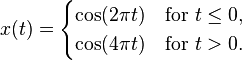 x(t) = { cos(2πt) for t ≤ 0,
cos(4πt) for t > 0.